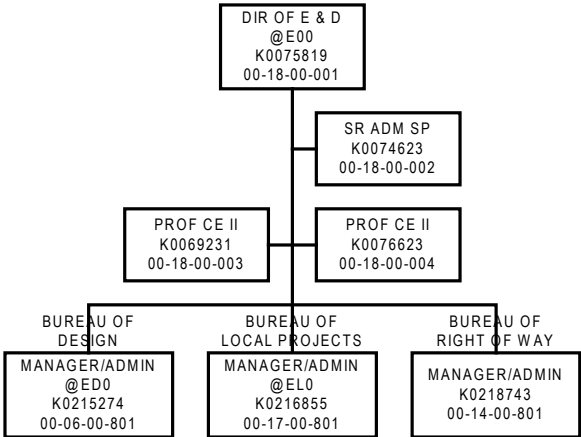 DIR OF E & D
@E00
K0075819
00-18-00-001
SR ADM SP
K0074623
00-18-00-002
PROF CE II
K0069231
00-18-00-003
PROF CE II
K0076623
00-18-00-004
BUREAU OF
DESIGN
MANAGER/ADMIN
@ED0
K0215274
00-06-00-801
BUREAU OF
LOCAL PROJECTS
MANAGER/ADMIN
@EL0
K0216855
00-17-00-801
BUREAU OF
RIGHT OF WAY
MANAGER/ADMIN
K0218743
00-14-00-801